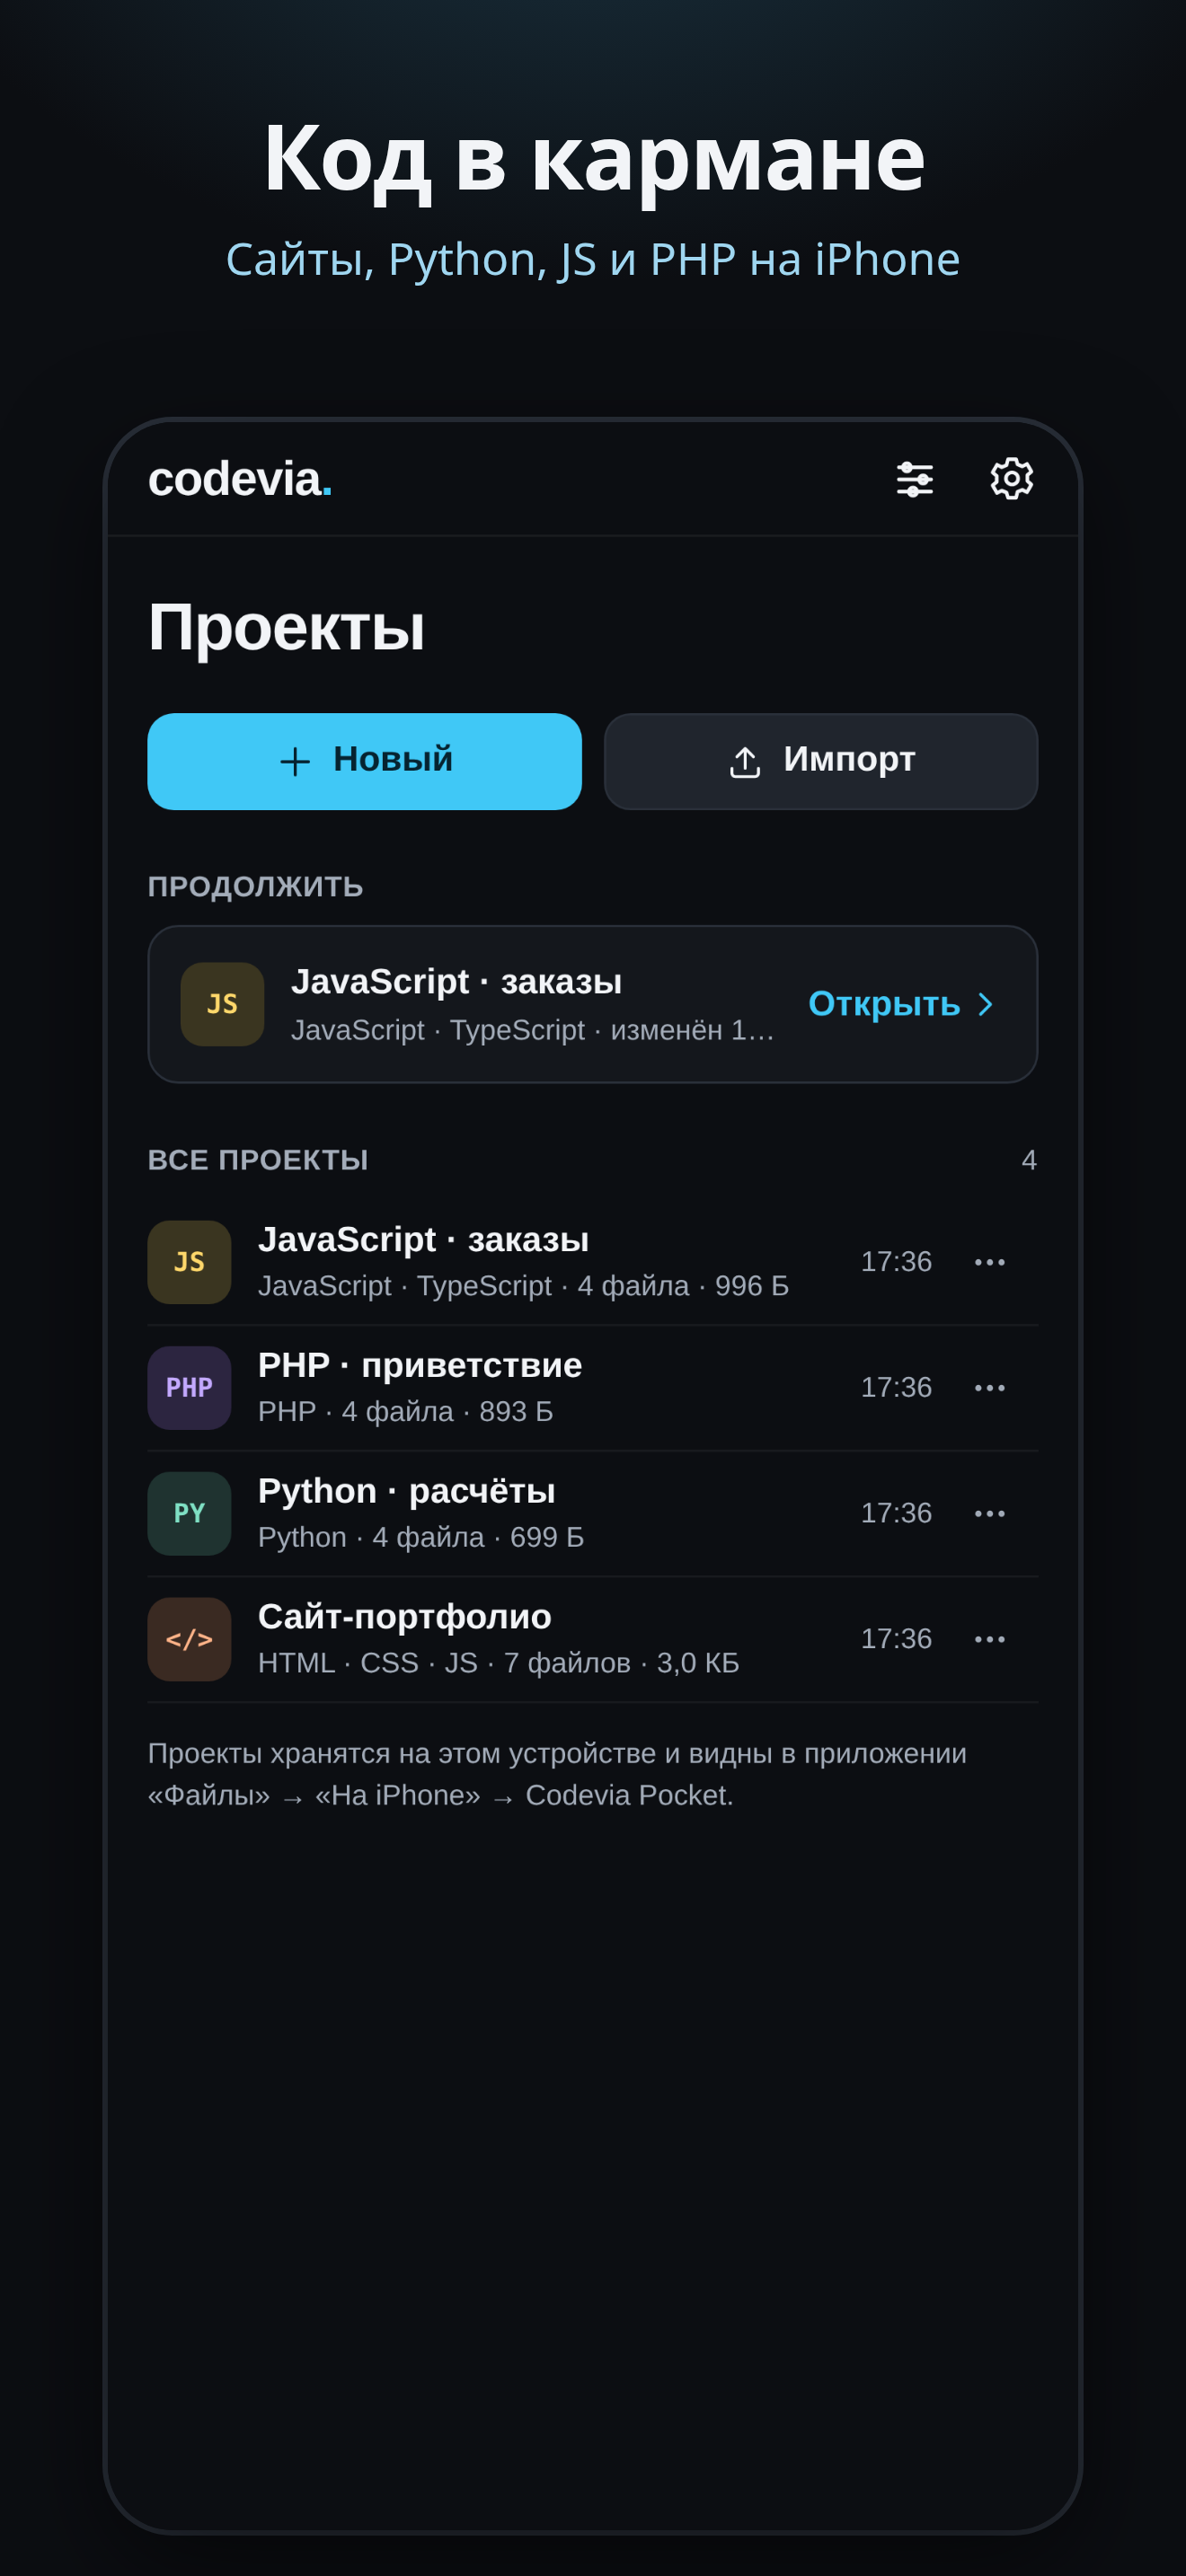 Код в кармане
Сайты, Python, JS и PHP на iPhone
codevia.
Проекты
Новый
Импорт
ПРОДОЛЖИТЬ
JS
JavaScript · заказы
JavaScript · TypeScript · изменён 1…
Открыть
ВСЕ ПРОЕКТЫ
4
JS
JavaScript · заказы
JavaScript · TypeScript · 4 файла · 996 Б
17:36
PHP
PHP · приветствие
PHP · 4 файла · 893 Б
17:36
PY
Python · расчёты
Python · 4 файла · 699 Б
17:36
</>
Сайт-портфолио
HTML · CSS · JS · 7 файлов · 3,0 КБ
17:36
Проекты хранятся на этом устройстве и видны в приложении
«Файлы» → «На iPhone» → Codevia Pocket.